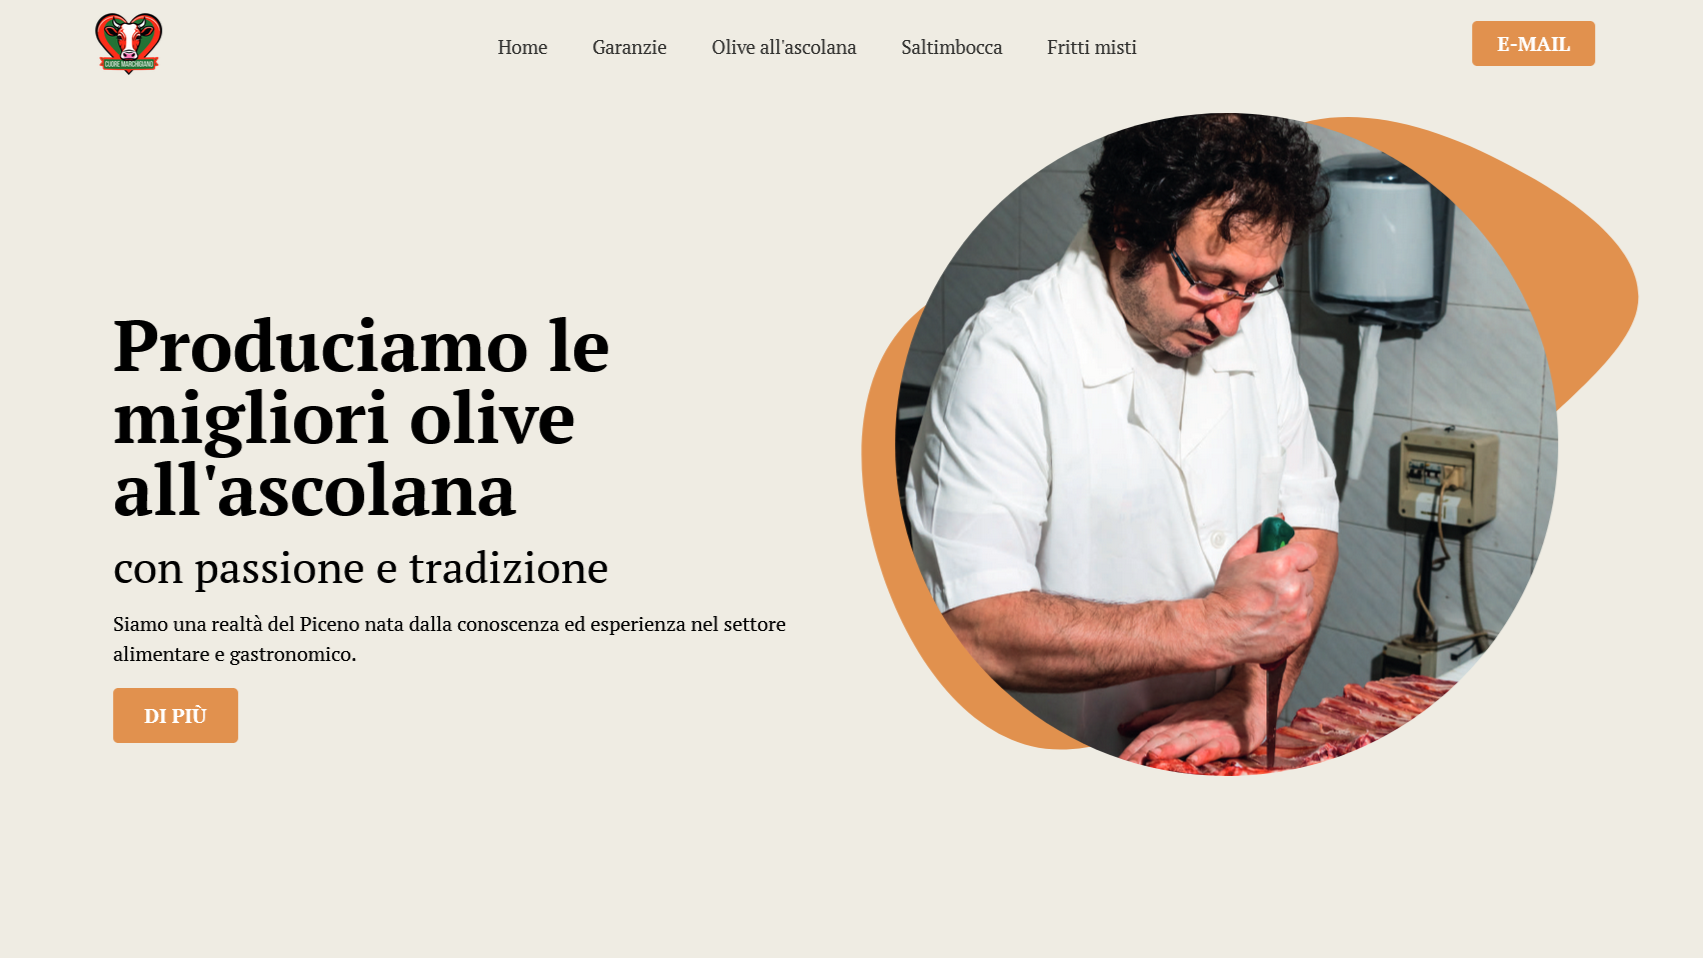 CUORE MARCHIGIANO
Home
Garanzie
Olive all'ascolana
Saltimbocca
Fritti misti
E-MAIL
Produciamo le
migliori olive
all'ascolana
con passione e tradizione
Siamo una realtà del Piceno nata dalla conoscenza ed esperienza nel settore
alimentare e gastronomico.
DI PIÙ